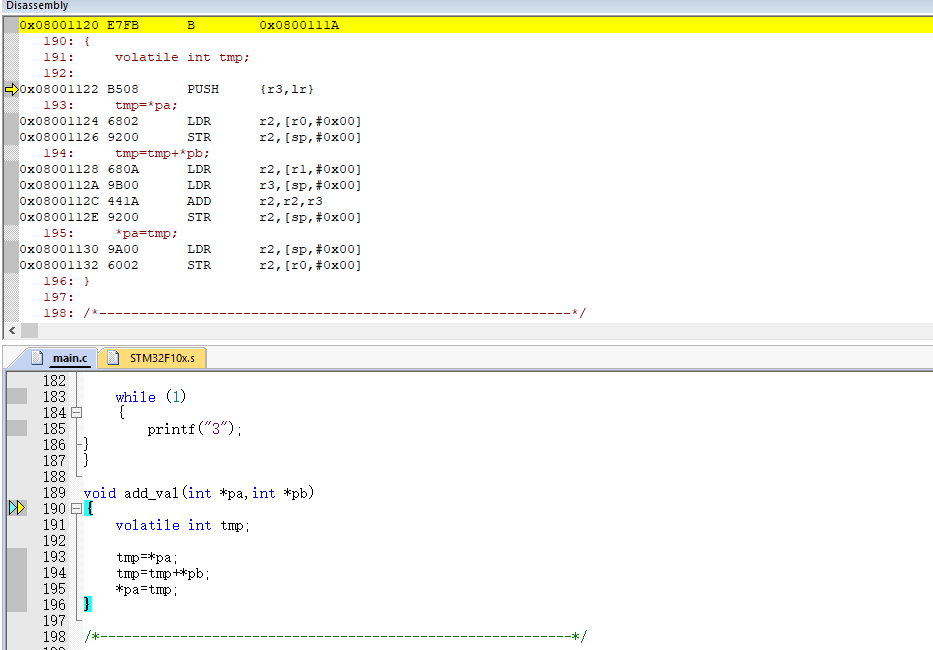 Disassembly
0x08001120 E7FB      B        0x0800111A
190: {
191:     volatile int tmp;
192:
0x08001122 B508      PUSH     {r3,lr}
193:     tmp=*pa;
0x08001124 6802      LDR      r2,[r0,#0x00]
0x08001126 9200      STR      r2,[sp,#0x00]
194:     tmp=tmp+*pb;
0x08001128 680A      LDR      r2,[r1,#0x00]
0x0800112A 9B00      LDR      r3,[sp,#0x00]
0x0800112C 441A      ADD      r2,r2,r3
0x0800112E 9200      STR      r2,[sp,#0x00]
195:     *pa=tmp;
0x08001130 9A00      LDR      r2,[sp,#0x00]
0x08001132 6002      STR      r2,[r0,#0x00]
196: }
197:
198: /*-----------------------------------------------------------*/
main.c    STM32F10x.s
182
183     while (1)
184     {
185         printf("3");
186 }
187 }
188
189 void add_val(int *pa,int *pb)
190 {
191     volatile int tmp;
192
193     tmp=*pa;
194     tmp=tmp+*pb;
195     *pa=tmp;
196 }
197
198 /*-----------------------------------------------------------*/